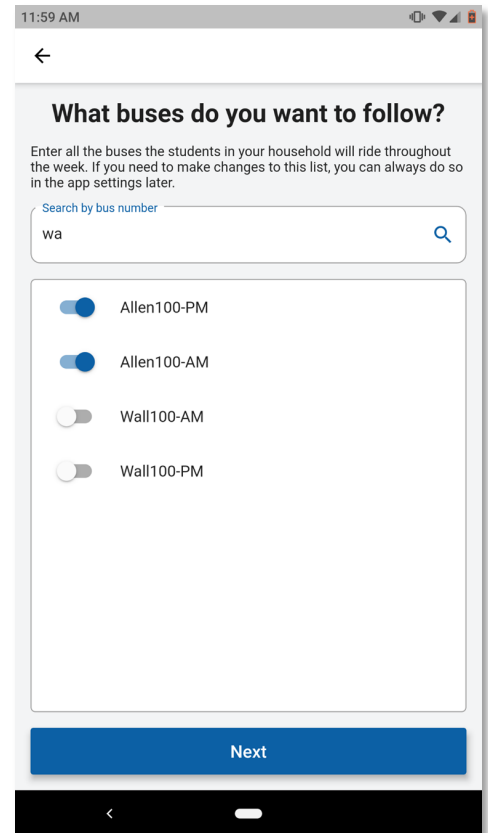 11:59 AM
What buses do you want to follow?
Enter all the buses the students in your household will ride throughout
the week. If you need to make changes to this list, you can always do so
in the app settings later.
Search by bus number
wa
Allen100-PM
Allen100-AM
Wall100-AM
Wall100-PM
Next